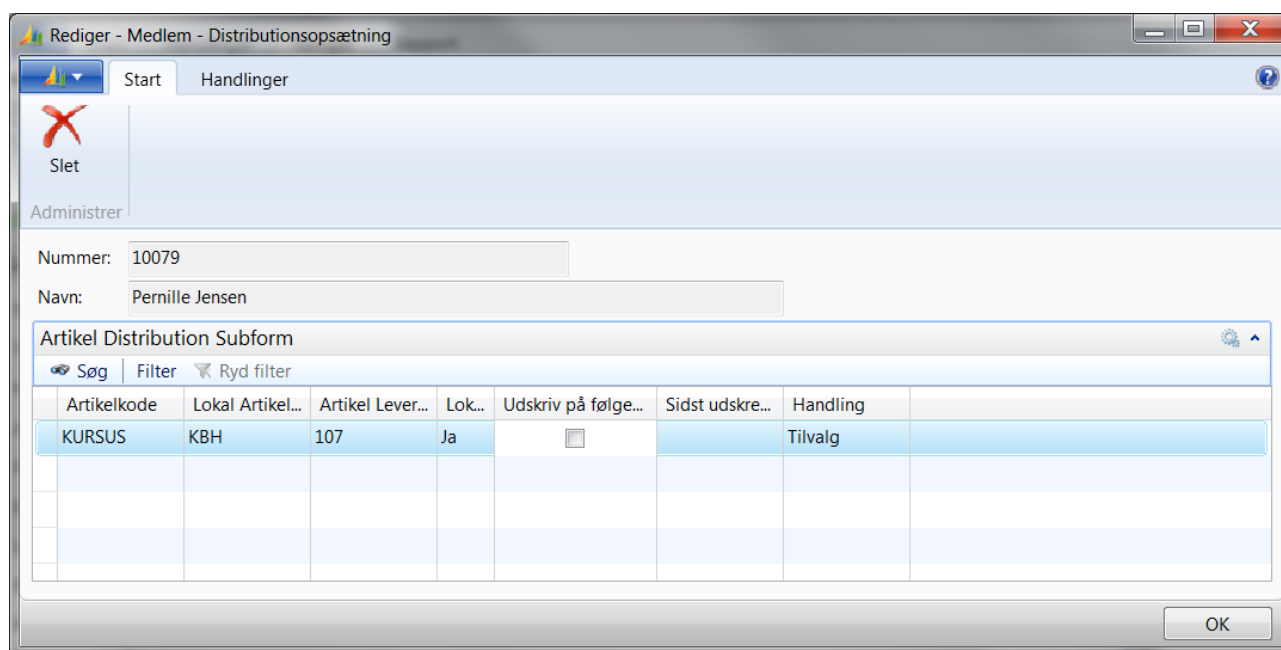 Rediger - Medlem - Distributionsopsætning
Start Handlinger
Slet
Administrer
Nummer: 10079
Navn: Pernille Jensen
Artikel Distribution Subform
Søg Filter Ryd filter
Artikelkode Lokal Artikel... Artikel Lever... Lok... Udskriv på følge... Sidst udskre... Handling
KURSUS KBH 107 Ja Tilvalg
OK